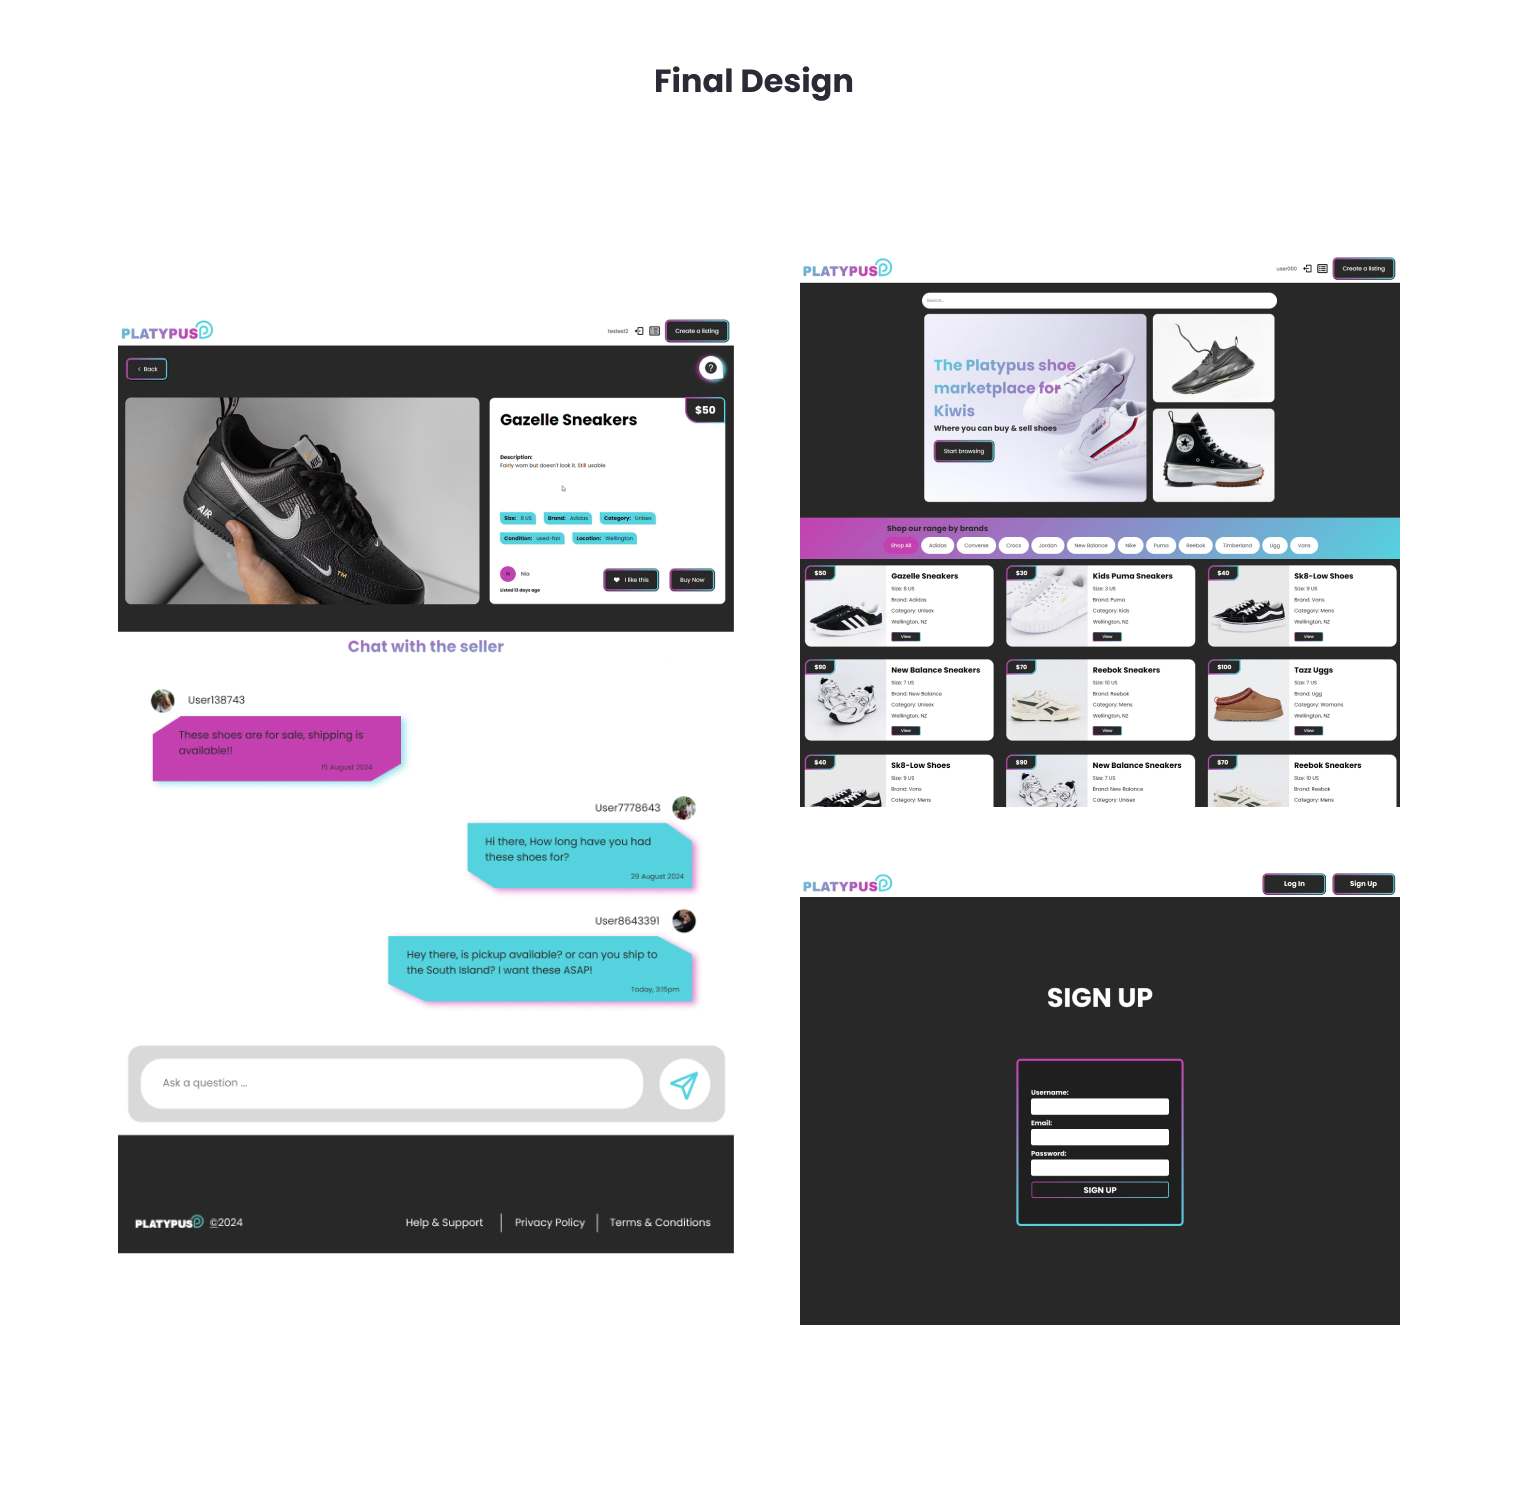 Final Design
PLATYPUS
testest2
Create a listing
< Back
?
AIR
NIKE
TM
Gazelle Sneakers
$50
Description:
Fairly worn but doesn't look it. Still usable
Size: 8 US
Brand: Adidas
Category: Unisex
Condition: used-fair
Location: Wellington
N
Nia
I like this
Buy Now
Listed 13 days ago
Chat with the seller
User138743
These shoes are for sale, shipping is
available!!
15 August 2024
User7778643
Hi there, How long have you had
these shoes for?
29 August 2024
User8643391
Hey there, is pickup available? or can you ship to
the South Island? I want these ASAP!
Today, 3:15pm
Ask a question ...
PLATYPUS ©2024
Help & Support
Privacy Policy
Terms & Conditions
PLATYPUS
user000
Create a listing
Search...
The Platypus shoe
marketplace for
Kiwis
Where you can buy & sell shoes
Start browsing
Shop our range by brands
Shop All
Adidas
Converse
Crocs
Jordan
New Balance
Nike
Puma
Reebok
Timberland
Ugg
Vans
$50
Gazelle Sneakers
Size: 8 US
Brand: Adidas
Category: Unisex
Wellington, NZ
View
$30
Kids Puma Sneakers
Size: 3 US
Brand: Puma
Category: Kids
Wellington, NZ
View
$40
Sk8-Low Shoes
Size: 9 US
Brand: Vans
Category: Mens
Wellington, NZ
View
$90
New Balance Sneakers
Size: 7 US
Brand: New Balance
Category: Unisex
Wellington, NZ
View
$70
Reebok Sneakers
Size: 10 US
Brand: Reebok
Category: Mens
Wellington, NZ
View
$100
Tazz Uggs
Size: 7 US
Brand: Ugg
Category: Womans
Wellington, NZ
View
$40
Sk8-Low Shoes
Size: 9 US
Brand: Vans
Category: Mens
$90
New Balance Sneakers
Size: 7 US
Brand: New Balance
Category: Unisex
$70
Reebok Sneakers
Size: 10 US
Brand: Reebok
Category: Mens
PLATYPUS
Log In
Sign Up
SIGN UP
Username:
Email:
Password:
SIGN UP